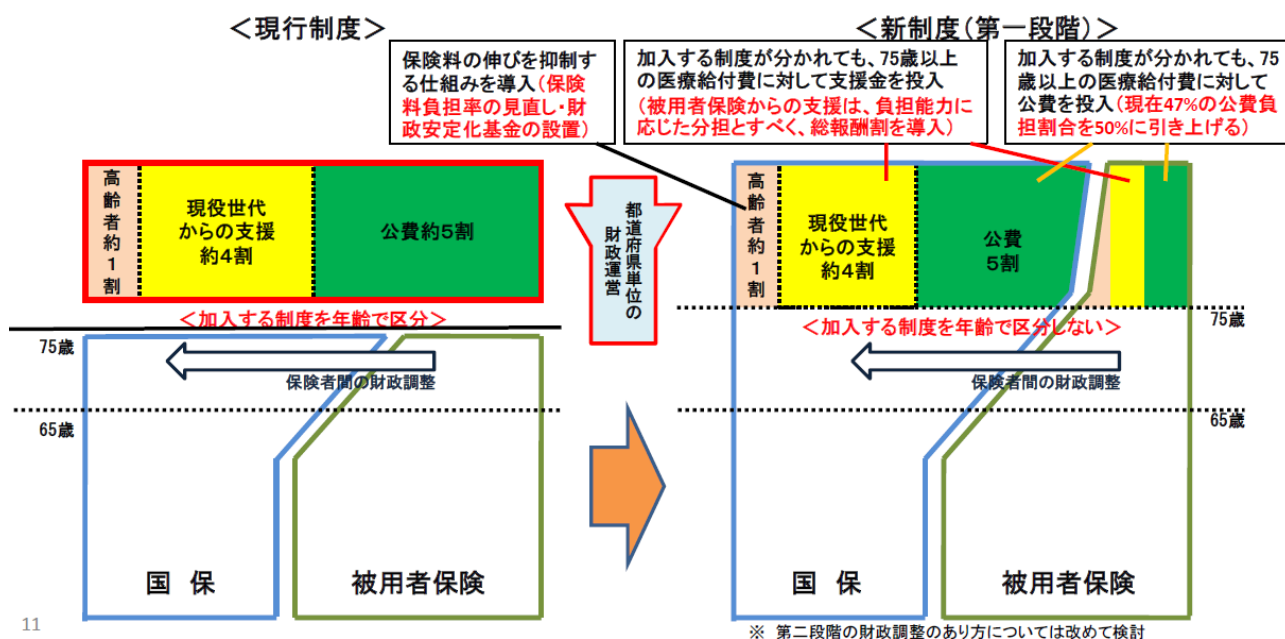 ＜現行制度＞
＜新制度（第一段階）＞
保険料の伸びを抑制す
る仕組みを導入（保険
料負担率の見直し・財
政安定化基金の設置）
加入する制度が分かれても、75歳以上
の医療給付費に対して支援金を投入
（被用者保険からの支援は、負担能力に
応じた分担とすべく、総報酬割を導入）
加入する制度が分かれても、75
歳以上の医療給付費に対して
公費を投入（現在47%の公費負
担割合を50%に引き上げる）
高齢者約1割
現役世代
からの支援
約4割
公費約5割
＜加入する制度を年齢で区分＞
75歳
保険者間の財政調整
65歳
国 保
被用者保険
都道府県単位の
財政運営
高齢者約1割
現役世代
からの支援
約4割
公費
5割
＜加入する制度を年齢で区分しない＞
75歳
保険者間の財政調整
65歳
国 保
被用者保険
※ 第二段階の財政調整のあり方については改めて検討
11